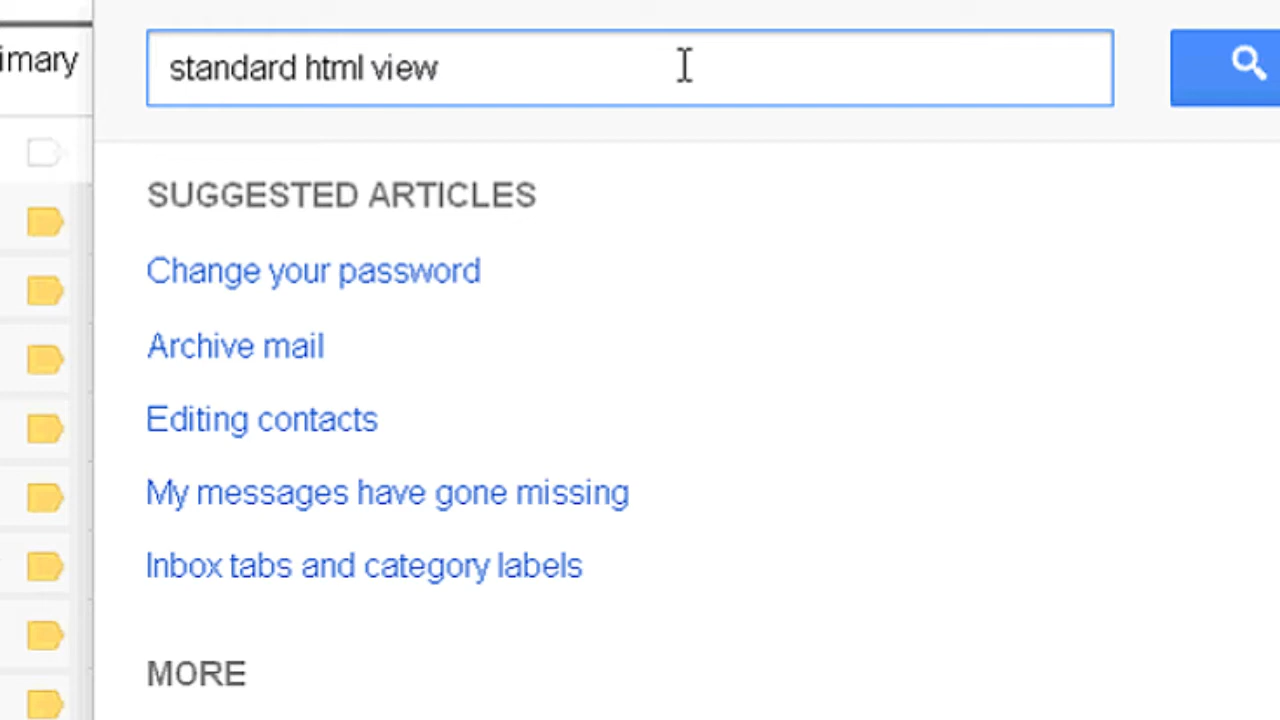 imary
standard html view
SUGGESTED ARTICLES
Change your password
Archive mail
Editing contacts
My messages have gone missing
Inbox tabs and category labels
MORE